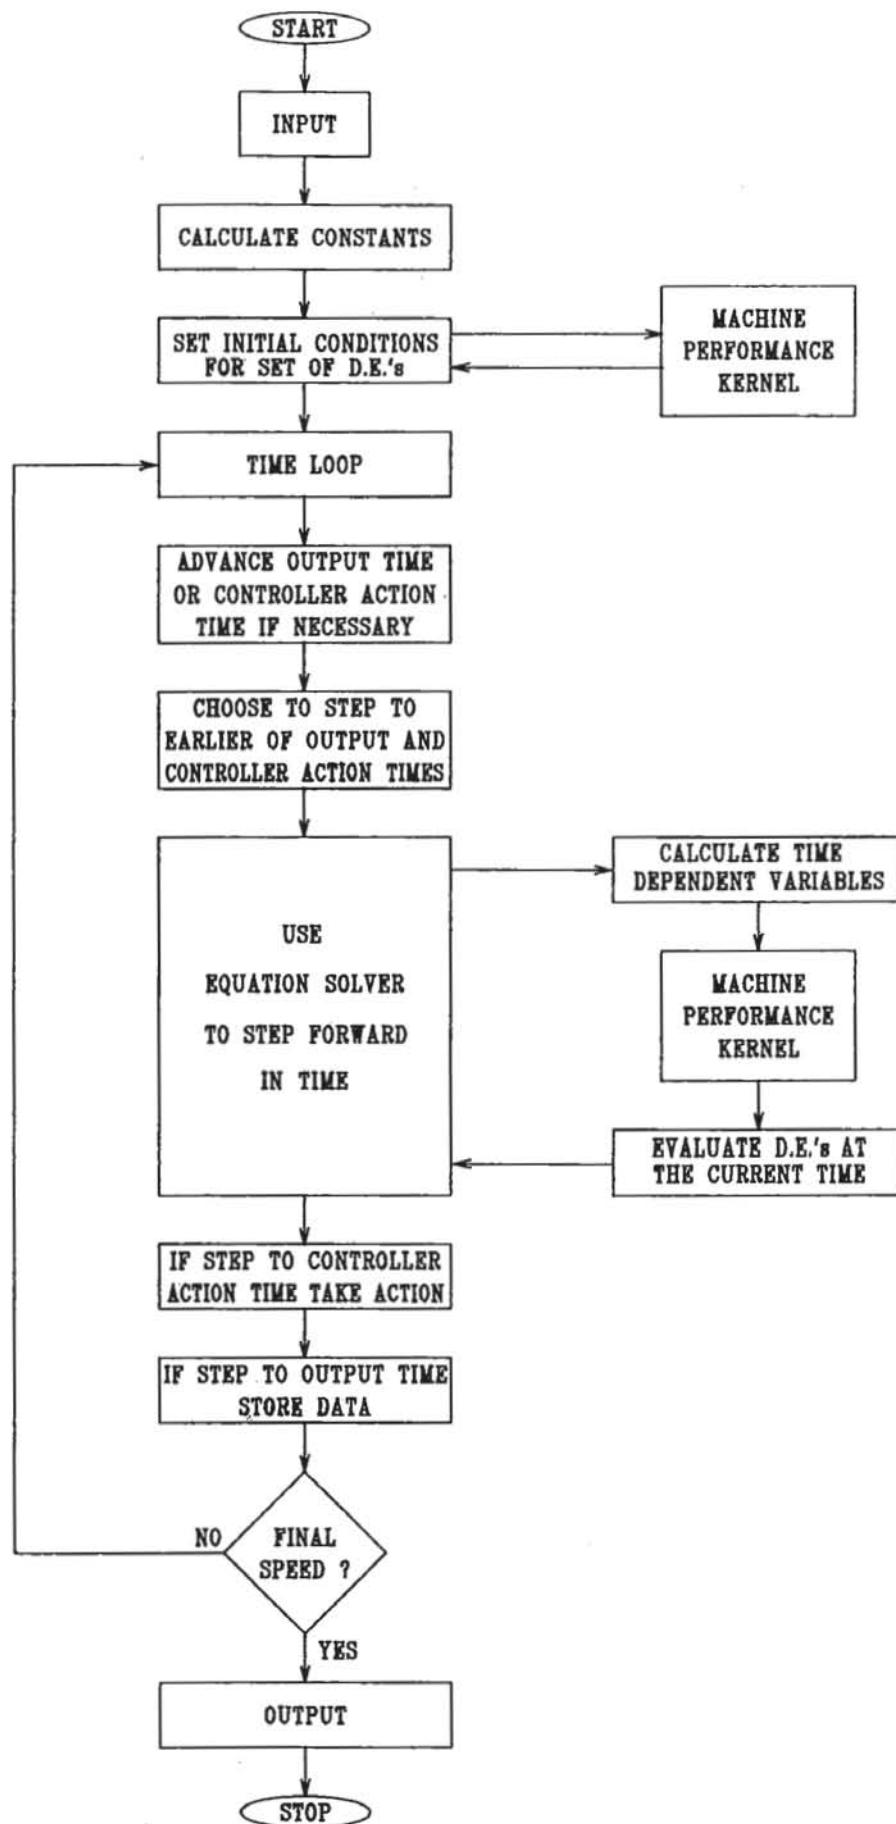 START
INPUT
CALCULATE CONSTANTS
SET INITIAL CONDITIONS
FOR SET OF D.E.'s
MACHINE
PERFORMANCE
KERNEL
TIME LOOP
ADVANCE OUTPUT TIME
OR CONTROLLER ACTION
TIME IF NECESSARY
CHOOSE TO STEP TO
EARLIER OF OUTPUT AND
CONTROLLER ACTION TIMES
USE
EQUATION SOLVER
TO STEP FORWARD
IN TIME
CALCULATE TIME
DEPENDENT VARIABLES
MACHINE
PERFORMANCE
KERNEL
EVALUATE D.E.'s AT
THE CURRENT TIME
IF STEP TO CONTROLLER
ACTION TIME TAKE ACTION
IF STEP TO OUTPUT TIME
STORE DATA
NO
FINAL
SPEED ?
YES
OUTPUT
STOP